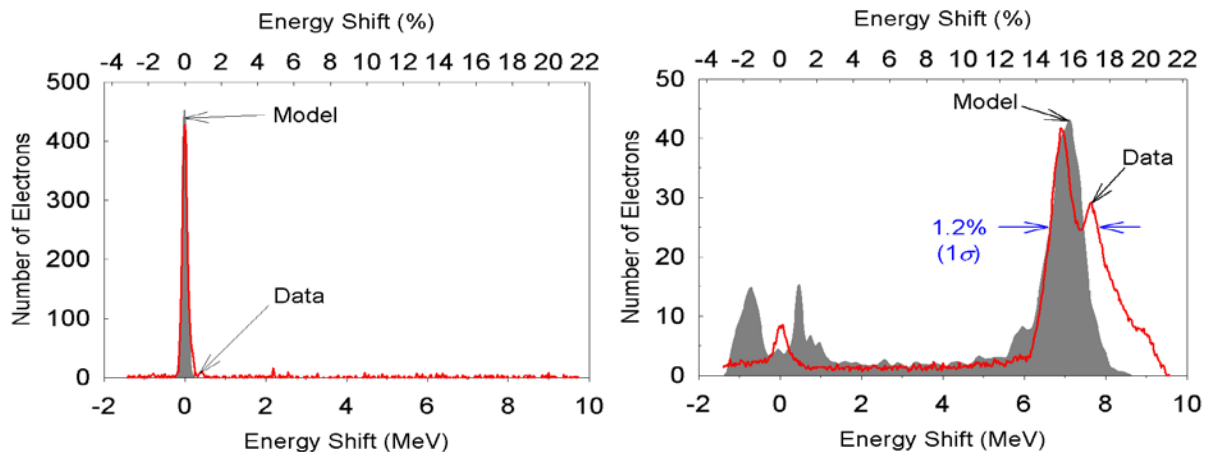 Energy Shift (%)
-4 -2 0 2 4 6 8 10 12 14 16 18 20 22
500
400
300
200
100
0
Number of Electrons
Model
Data
-2 0 2 4 6 8 10
Energy Shift (MeV)
Energy Shift (%)
-4 -2 0 2 4 6 8 10 12 14 16 18 20 22
50
40
30
20
10
0
Number of Electrons
Model
Data
1.2%
(1σ)
-2 0 2 4 6 8 10
Energy Shift (MeV)